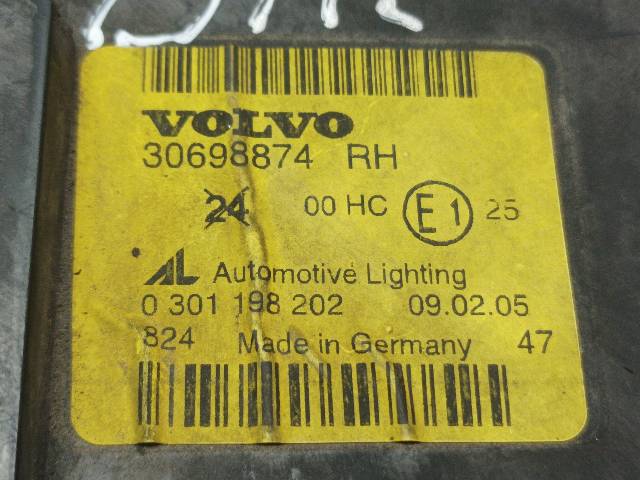 VOLVO
30698874 RH
24 00 HC E1 25
AL Automotive Lighting
0 301 198 202 09.02.05
824 Made in Germany 47